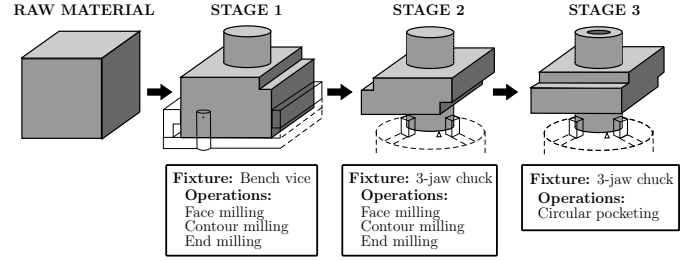 RAW MATERIAL
STAGE 1
STAGE 2
STAGE 3
Fixture: Bench vice
Operations:
Face milling
Contour milling
End milling
Fixture: 3-jaw chuck
Operations:
Face milling
Contour milling
End milling
Fixture: 3-jaw chuck
Operations:
Circular pocketing